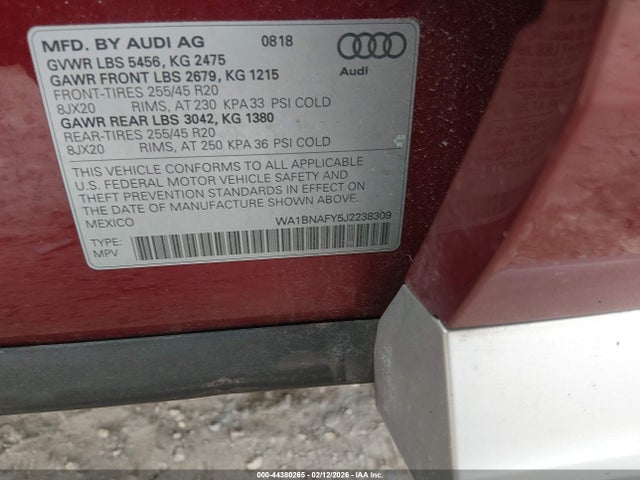 MFD. BY AUDI AG 0818
GVWR LBS 5456, KG 2475
GAWR FRONT LBS 2679, KG 1215
FRONT-TIRES 255/45 R20
8JX20 RIMS, AT 230 KPA 33 PSI COLD
GAWR REAR LBS 3042, KG 1380
REAR-TIRES 255/45 R20
8JX20 RIMS, AT 250 KPA 36 PSI COLD
Audi
THIS VEHICLE CONFORMS TO ALL APPLICABLE
U.S. FEDERAL MOTOR VEHICLE SAFETY AND
THEFT PREVENTION STANDARDS IN EFFECT ON
THE DATE OF MANUFACTURE SHOWN ABOVE.
MEXICO WA1BNAFY5J2238309
TYPE:
MPV
000-44380265 - 02/12/2026 - IAAI.COM